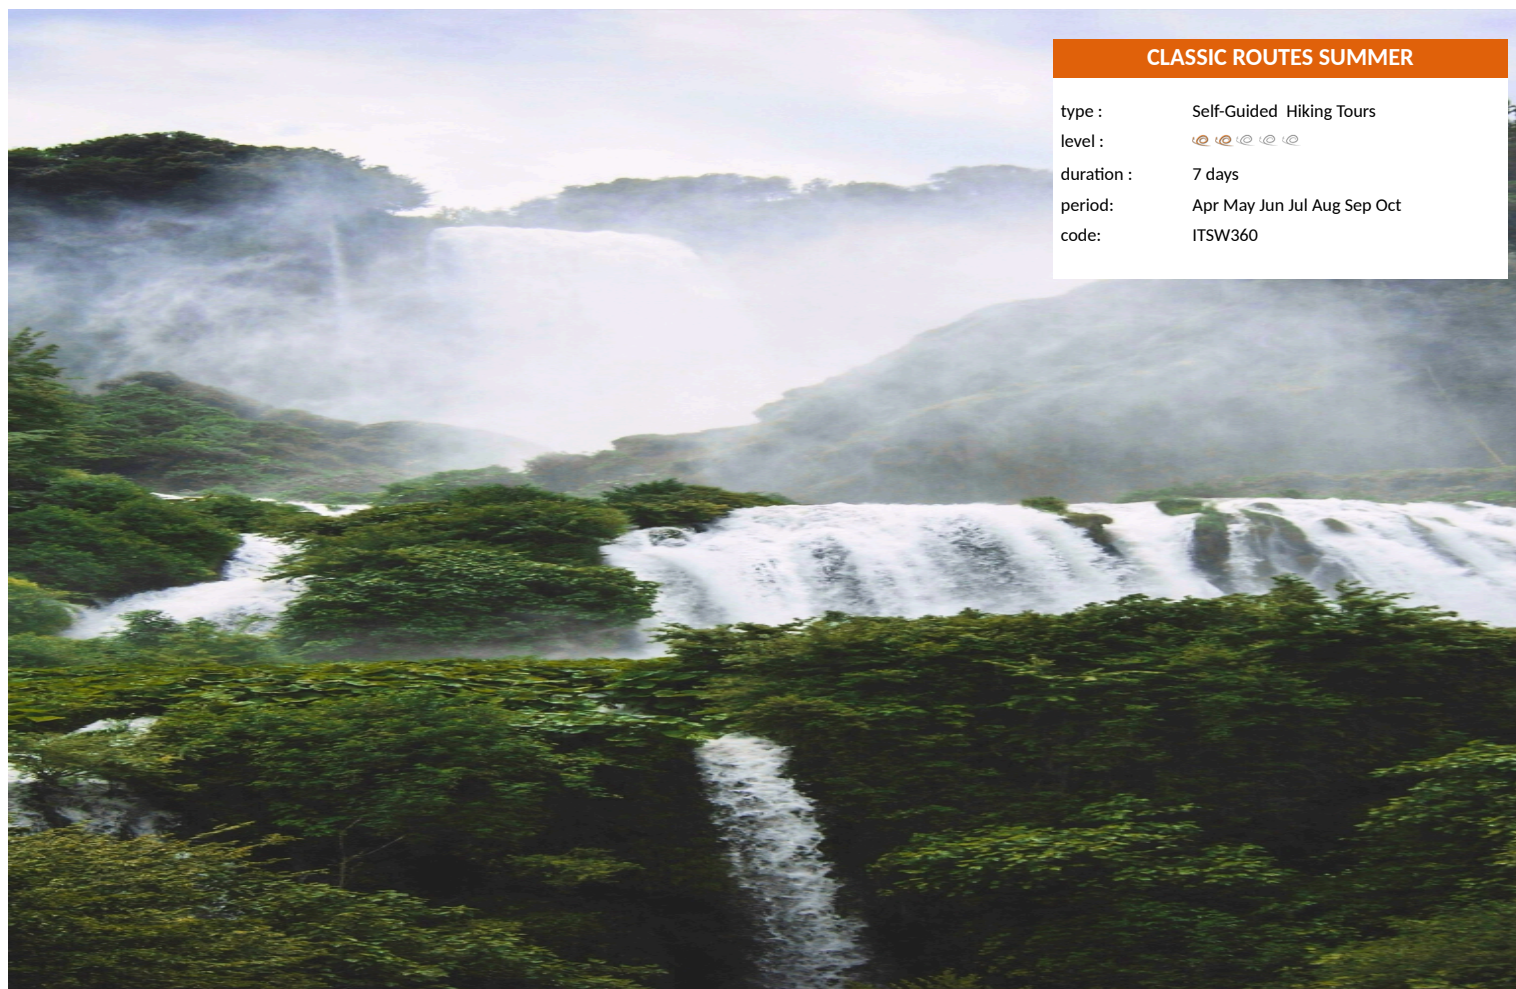 CLASSIC ROUTES SUMMER
type : Self-Guided  Hiking Tours
level :
duration : 7 days
period: Apr May Jun Jul Aug Sep Oct
code: ITSW360